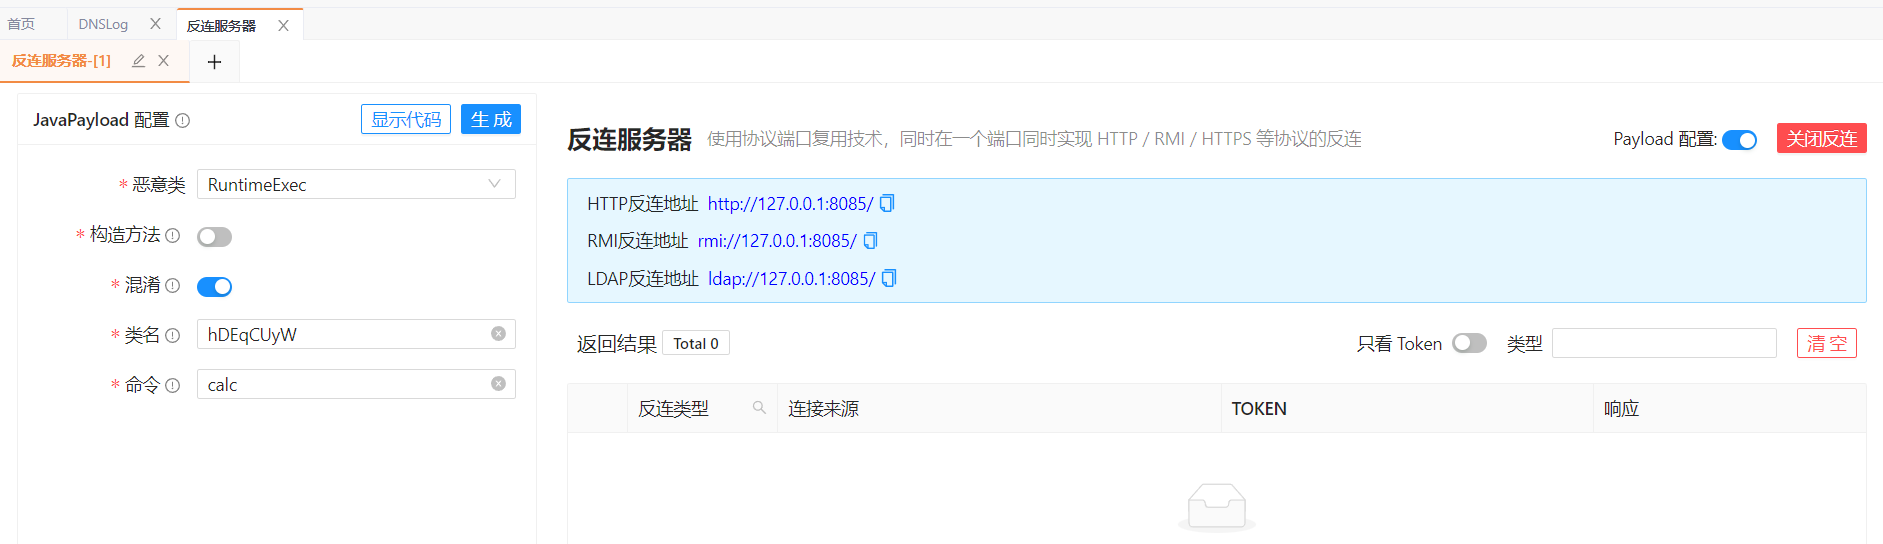 首页 DNSLog 反连服务器
反连服务器-[1]
JavaPayload 配置 显示代码 生 成
* 恶意类 RuntimeExec
* 构造方法
* 混淆
* 类名 hDEqCUyW
* 命令 calc
反连服务器 使用协议端口复用技术，同时在一个端口同时实现 HTTP / RMI / HTTPS 等协议的反连 Payload 配置: 关闭反连
HTTP反连地址 http://127.0.0.1:8085/
RMI反连地址 rmi://127.0.0.1:8085/
LDAP反连地址 ldap://127.0.0.1:8085/
返回结果 Total 0 只看 Token 类型 清 空
反连类型 连接来源 TOKEN 响应